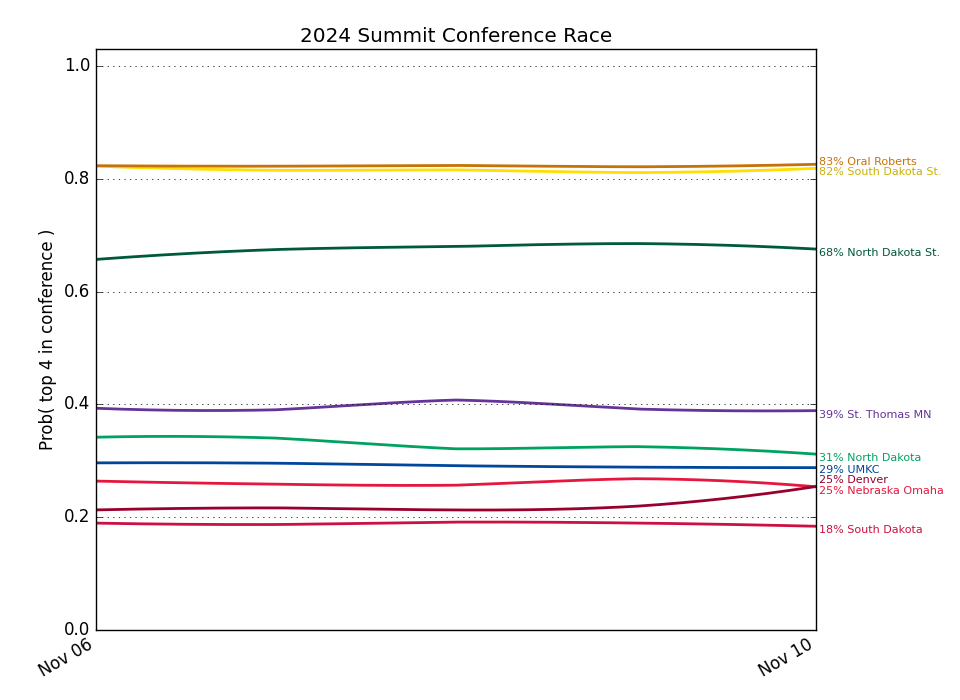 2024 Summit Conference Race
Prob( top 4 in conference )
1.0
0.8
0.6
0.4
0.2
0.0
Nov 06
Nov 10
83% Oral Roberts
82% South Dakota St.
68% North Dakota St.
39% St. Thomas MN
31% North Dakota
29% UMKC
25% Denver
25% Nebraska Omaha
18% South Dakota